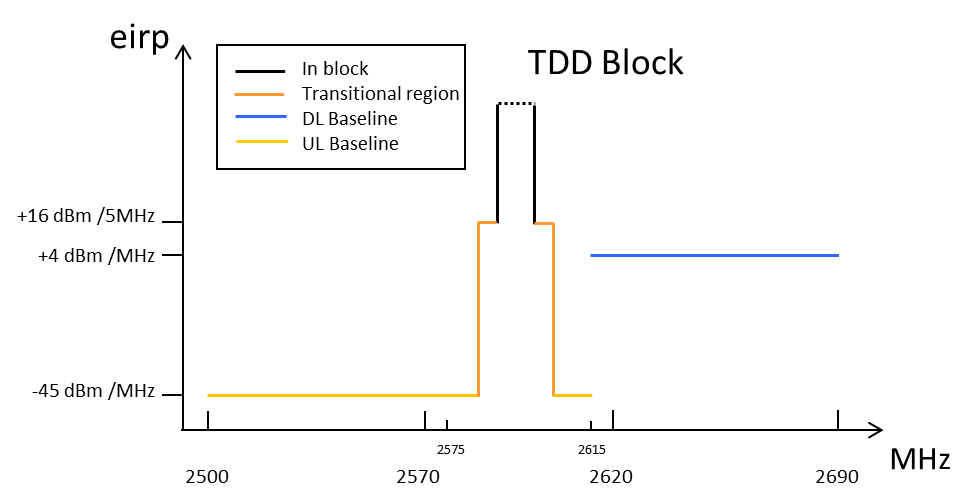 eirp
TDD Block
In block
Transitional region
DL Baseline
UL Baseline
+16 dBm /5MHz
+4 dBm /MHz
-45 dBm /MHz
2575
2615
MHz
2500
2570
2620
2690